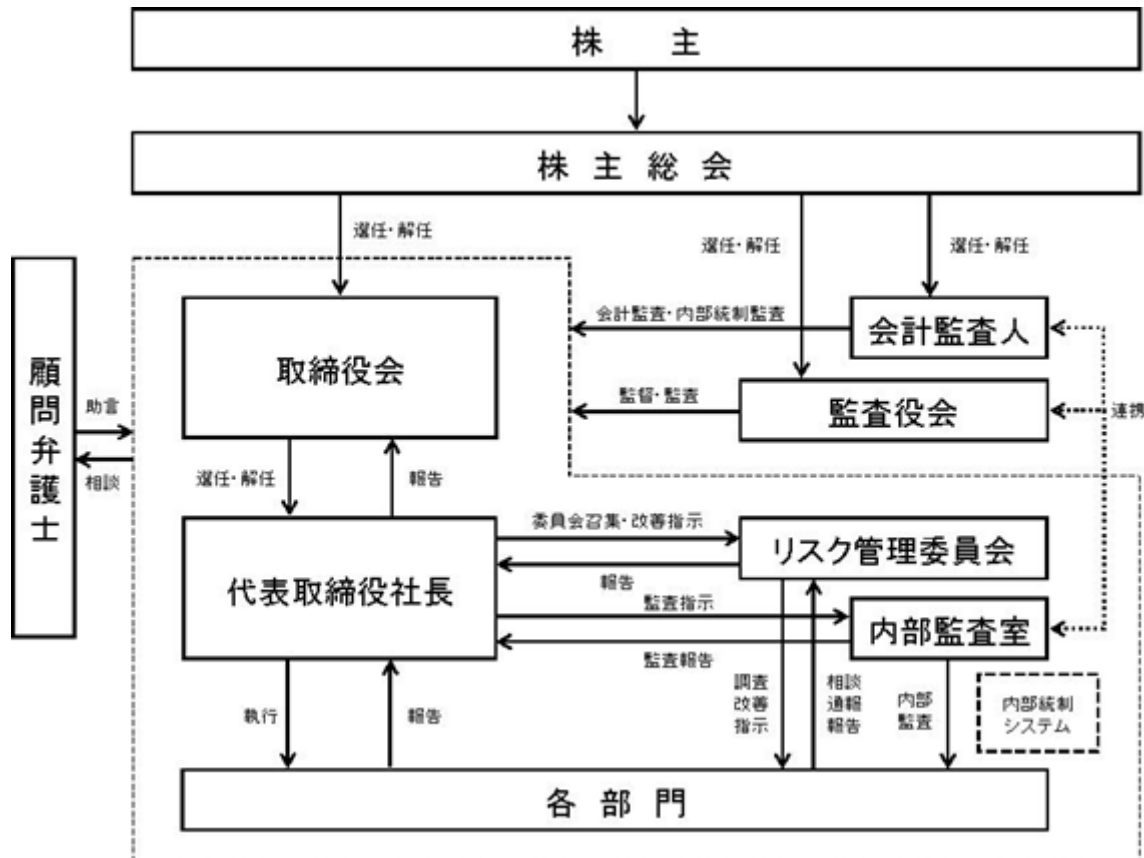 株 主
株 主 総 会
選任・解任
選任・解任
選任・解任
顧問弁護士
助言
相談
取締役会
会計監査・内部統制監査
会計監査人
監督・監査
監査役会
連携
選任・解任
報告
代表取締役社長
委員会召集・改善指示
報告
リスク管理委員会
監査指示
監査報告
内部監査室
執行
報告
調査
改善
指示
相談
通報
報告
内部
監査
内部統制
システム
各 部 門